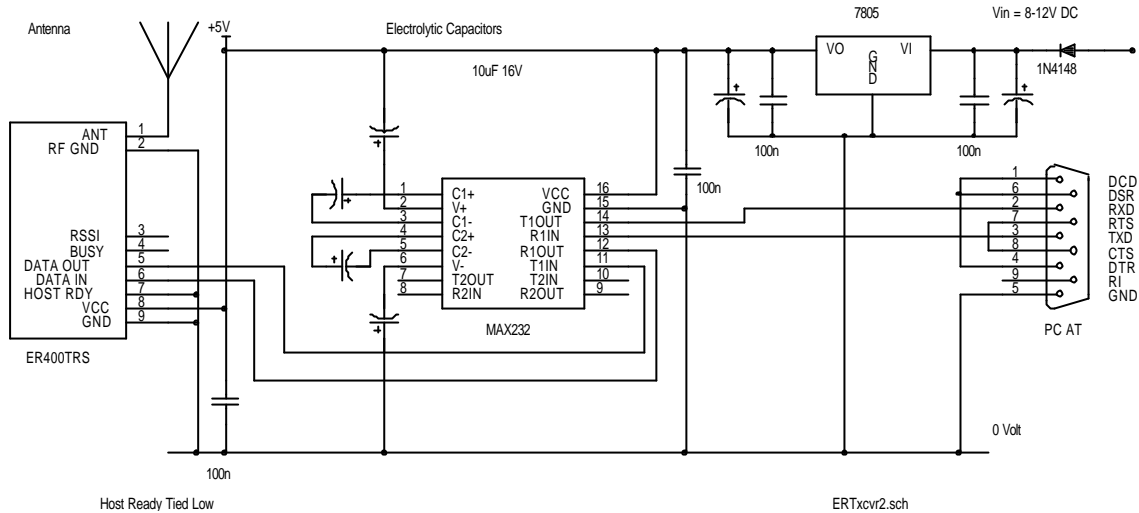 7805
Vin = 8-12V DC
Antenna
+5V
Electrolytic Capacitors
10uF 16V
VO
VI
GND
1N4148
+
+
100n
100n
ANT 1
RF GND 2
RSSI 3
BUSY 4
DATA OUT 5
DATA IN 6
HOST RDY 7
VCC 8
GND 9
ER400TRS
+
+
+
+
1 C1+
2 V+
3 C1-
4 C2+
5 C2-
6 V-
7 T2OUT
8 R2IN
VCC 16
GND 15
T1OUT 14
R1IN 13
R1OUT 12
T1IN 11
T2IN 10
R2OUT 9
MAX232
100n
1 DCD
6 DSR
2 RXD
7 RTS
3 TXD
8 CTS
4 DTR
9 RI
5 GND
PC AT
0 Volt
100n
Host Ready Tied Low
ERTxcvr2.sch